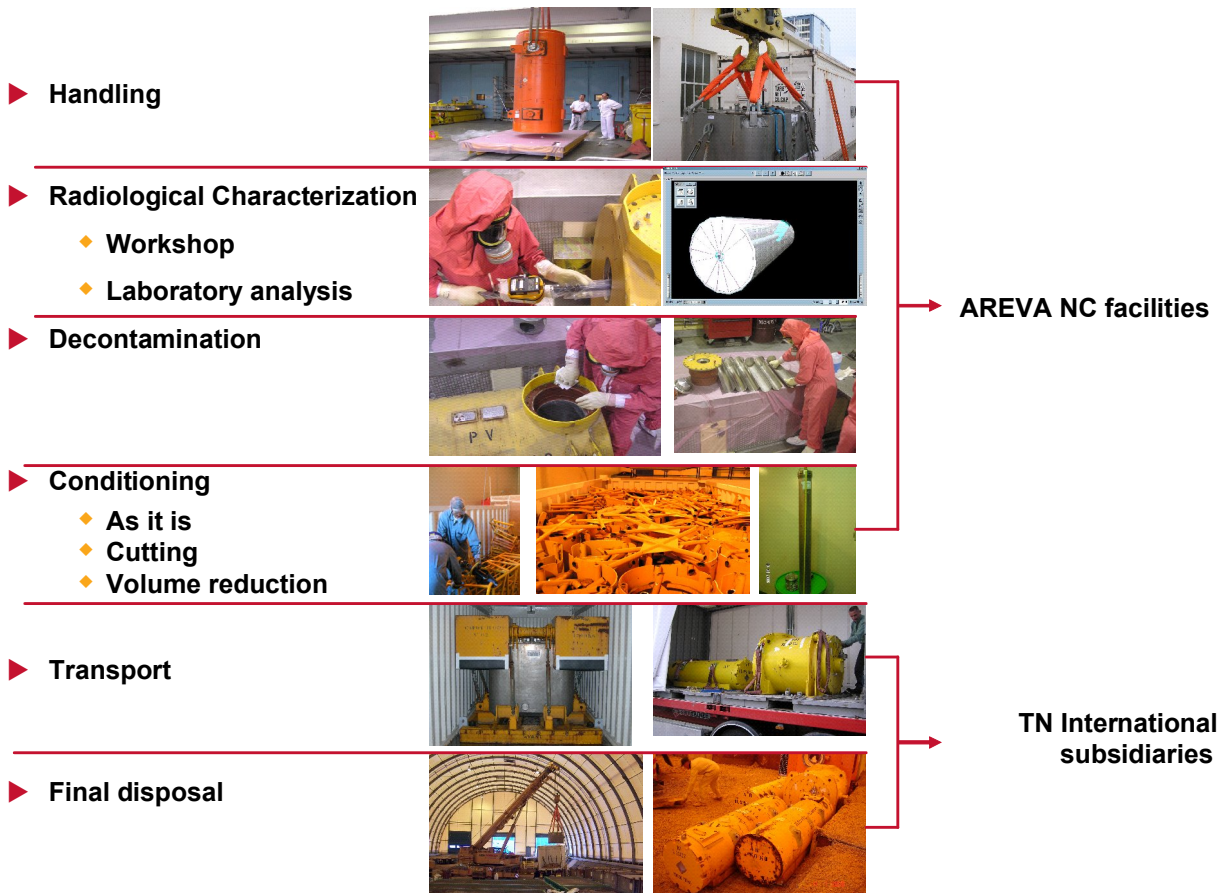 Handling
Radiological Characterization
Workshop
Laboratory analysis
AREVA NC facilities
Decontamination
P V
Conditioning
As it is
Cutting
Volume reduction
Transport
TN International
subsidiaries
Final disposal